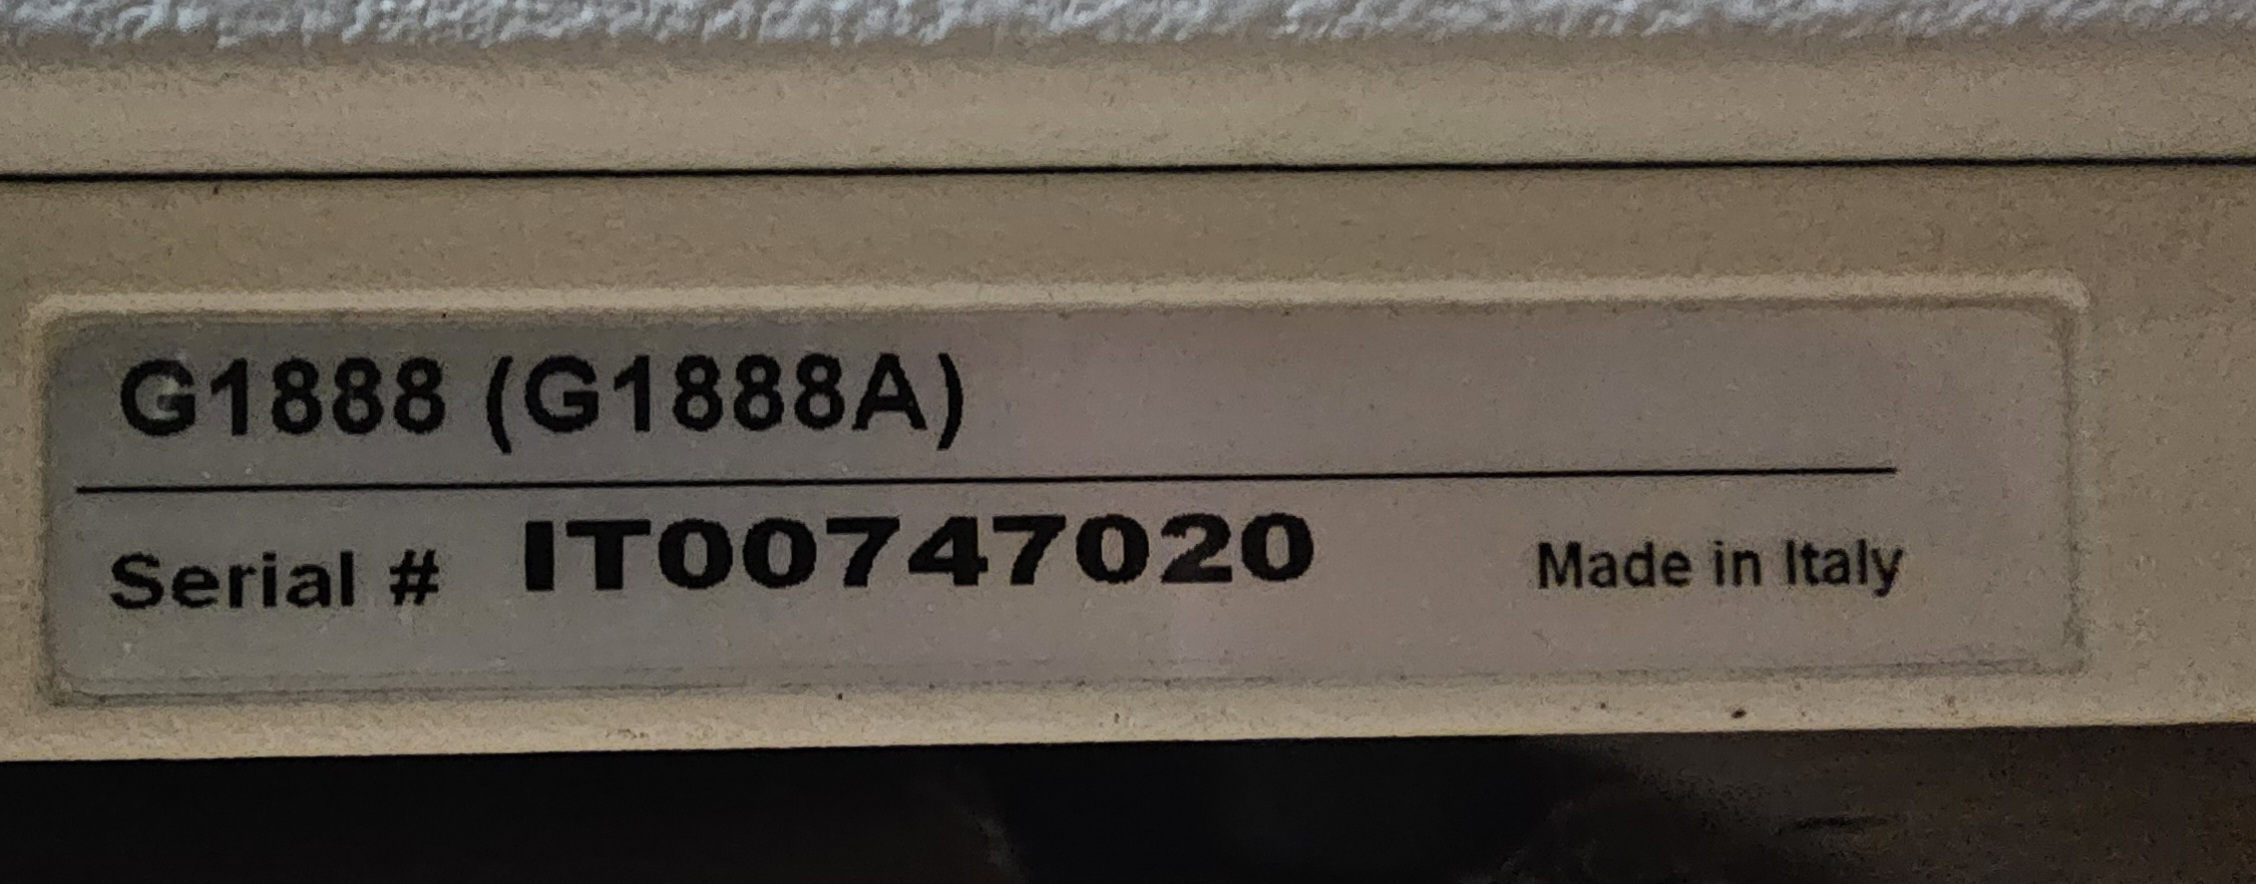 G1888 (G1888A)
Serial # IT00747020 Made in Italy